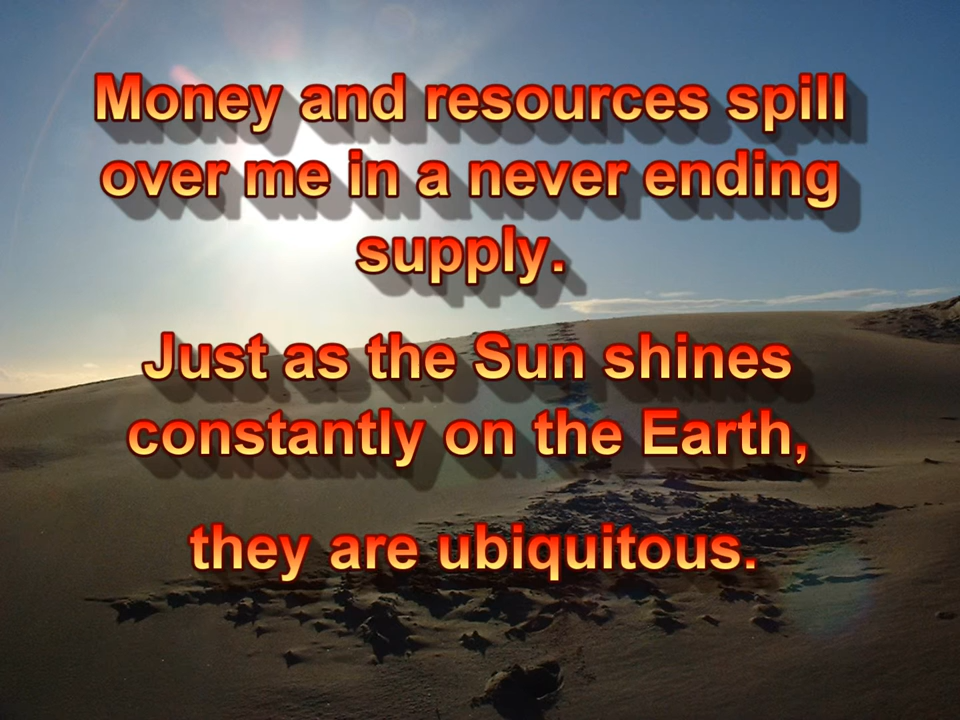 Money and resources spill
over me in a never ending
supply.
Just as the Sun shines
constantly on the Earth,
they are ubiquitous.